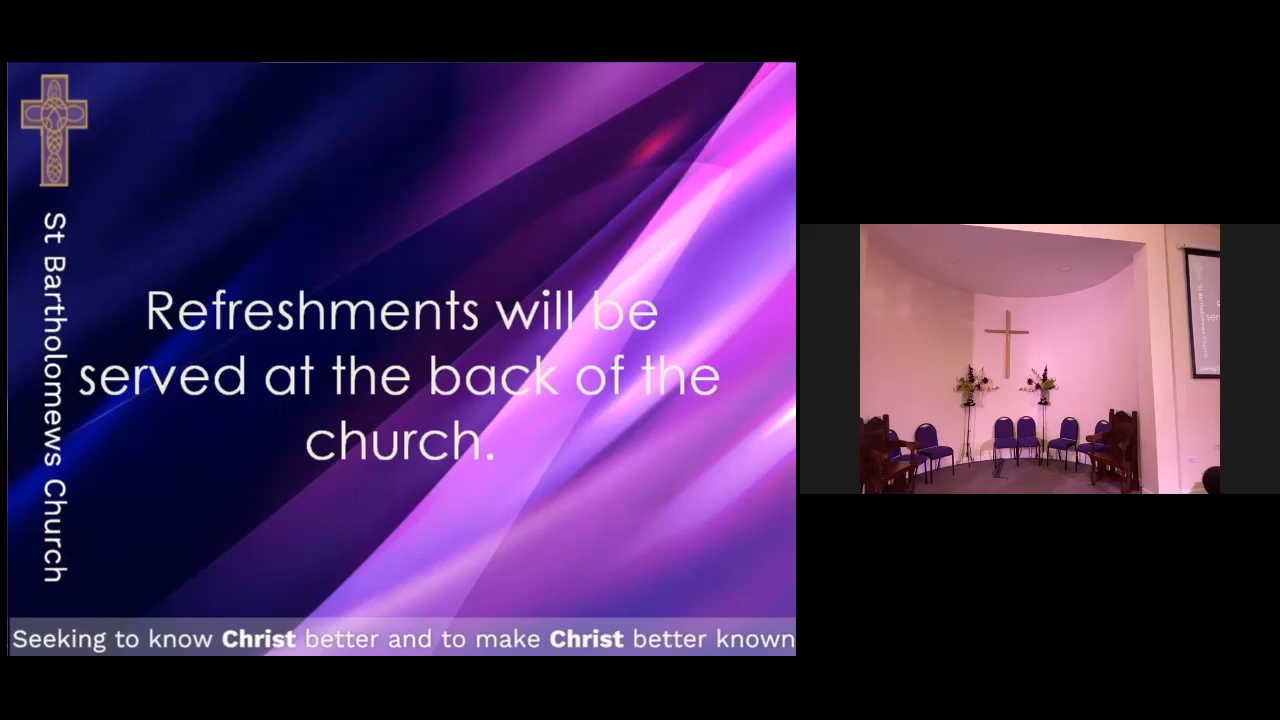 St Bartholomews Church
Refreshments will be
served at the back of the
church.
Seeking to know Christ better and to make Christ better known